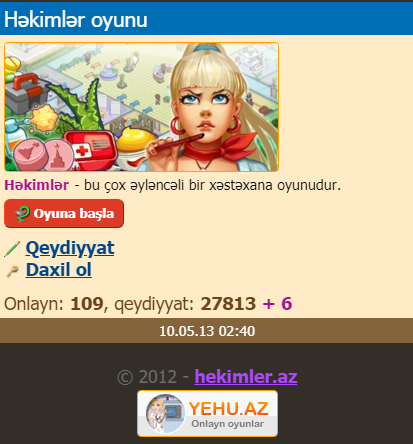 Həkimlər oyunu
Həkimlər - bu çox əyləncəli bir xəstəxana oyunudur.
Oyuna başla
Qeydiyyat
Daxil ol
Onlayn: 109, qeydiyyat: 27813 + 6
10.05.13 02:40
© 2012 - hekimler.az
YEHU.AZ
Onlayn oyunlar